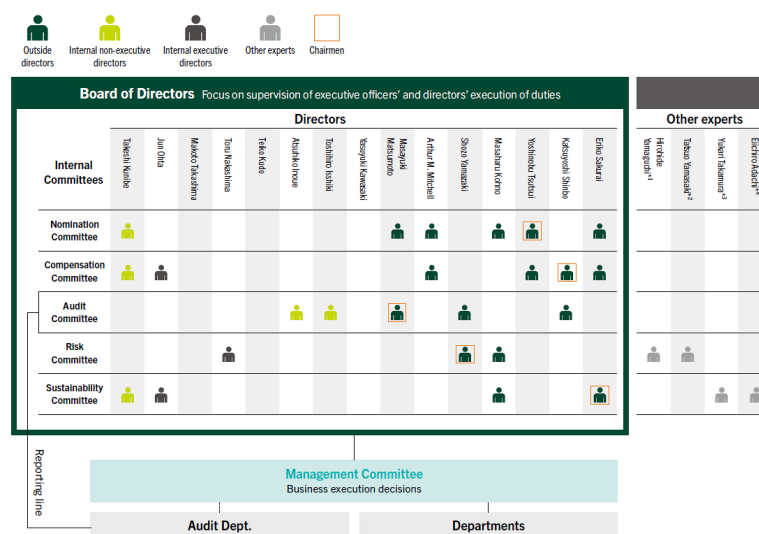 Outside
directors
Internal non-executive
directors
Internal executive
directors
Other experts
Chairmen
Board of Directors Focus on supervision of executive officers' and directors' execution of duties
Directors
Other experts
Internal
Committees
Takeshi Kunibe
Jun Ohta
Makoto Takashima
Toru Nakashima
Teiko Kudo
Atsuhiko Inoue
Toshihiro Isshiki
Yasuyuki Kawasaki
Masayuki
Matsumoto
Arthur M. Mitchell
Shozo Yamazaki
Masaharu Kohno
Yoshinobu Tsutsui
Katsuyoshi Shinbo
Eriko Sakurai
Hirohide
Yamaguchi*1
Tatsuo Yamasaki*2
Yukari Takamura*3
Eiichiro Adachi*4
Nomination
Committee
Compensation
Committee
Audit
Committee
Risk
Committee
Sustainability
Committee
Reporting line
Management Committee
Business execution decisions
Audit Dept.
Departments